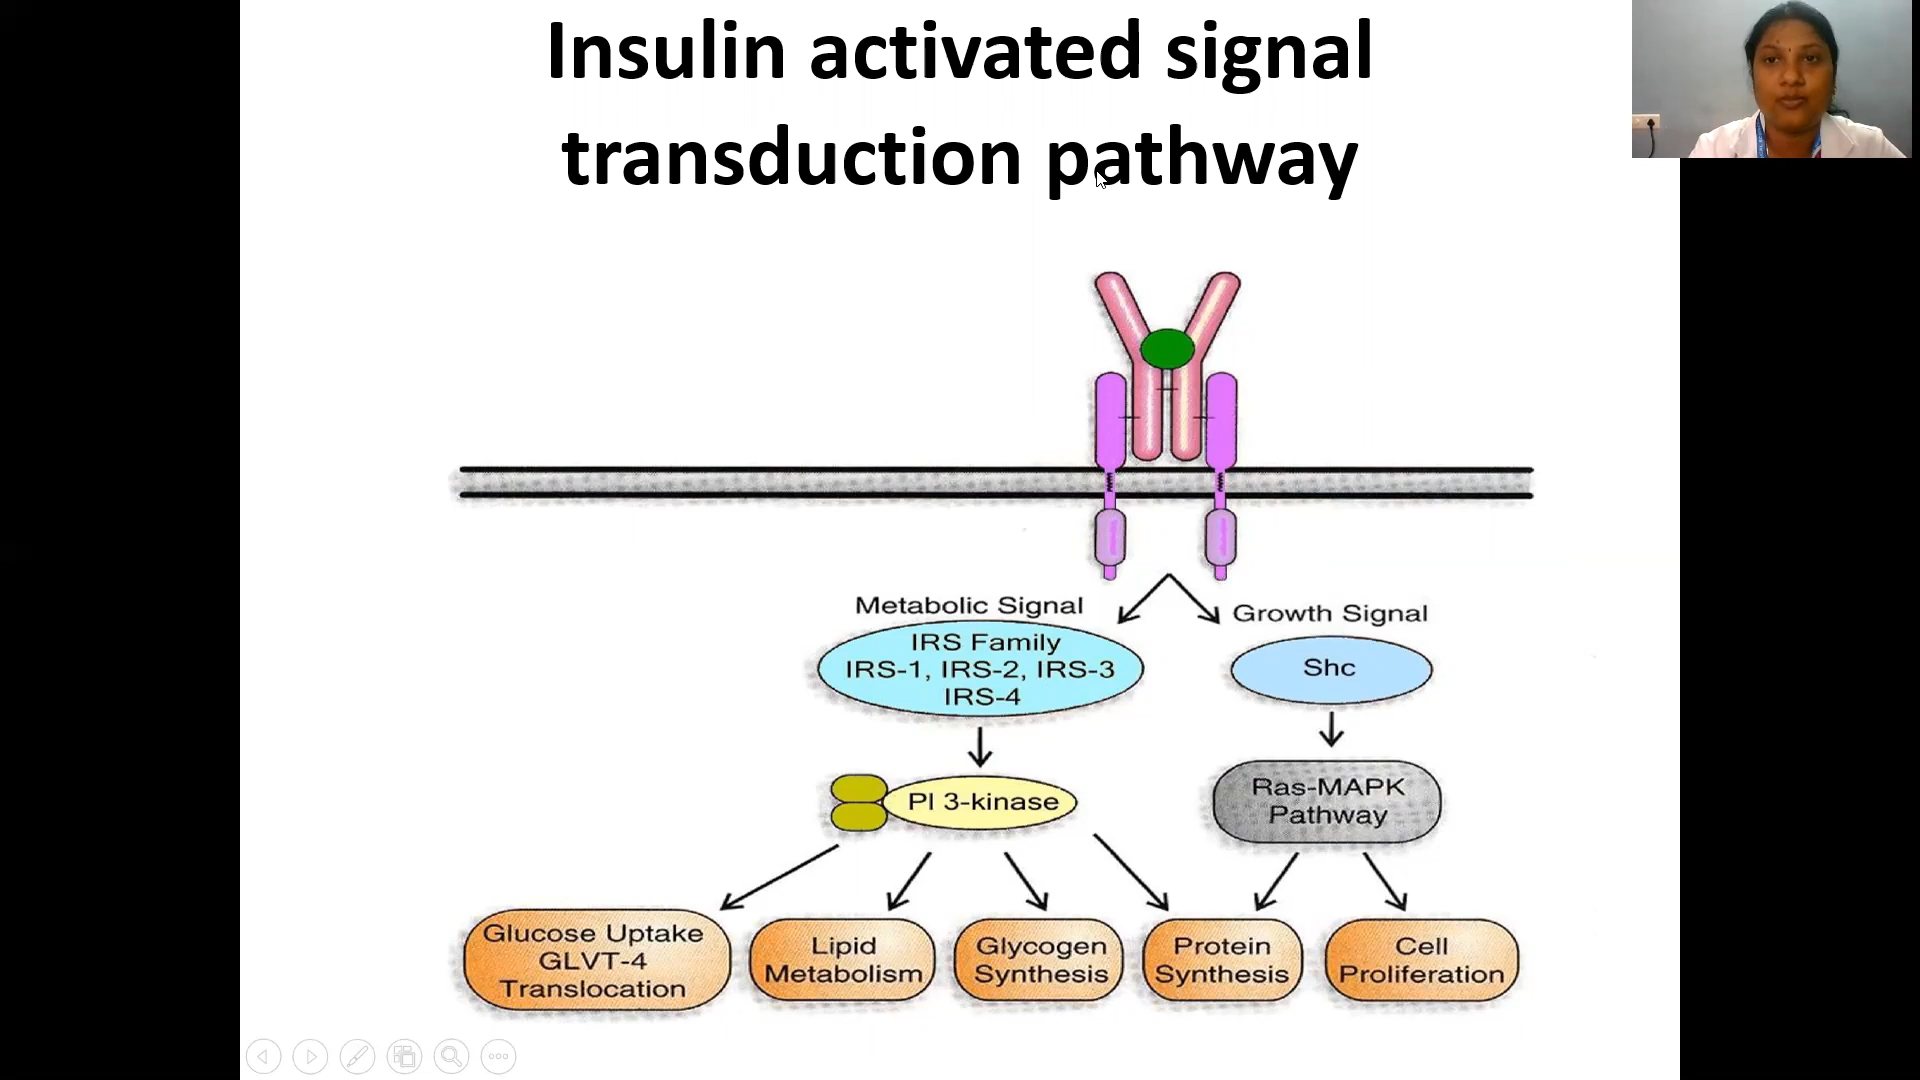 Insulin activated signal
transduction pathway
Metabolic Signal
Growth Signal
IRS Family
IRS-1, IRS-2, IRS-3
IRS-4
Shc
PI 3-kinase
Ras-MAPK
Pathway
Glucose Uptake
GLVT-4
Translocation
Lipid
Metabolism
Glycogen
Synthesis
Protein
Synthesis
Cell
Proliferation